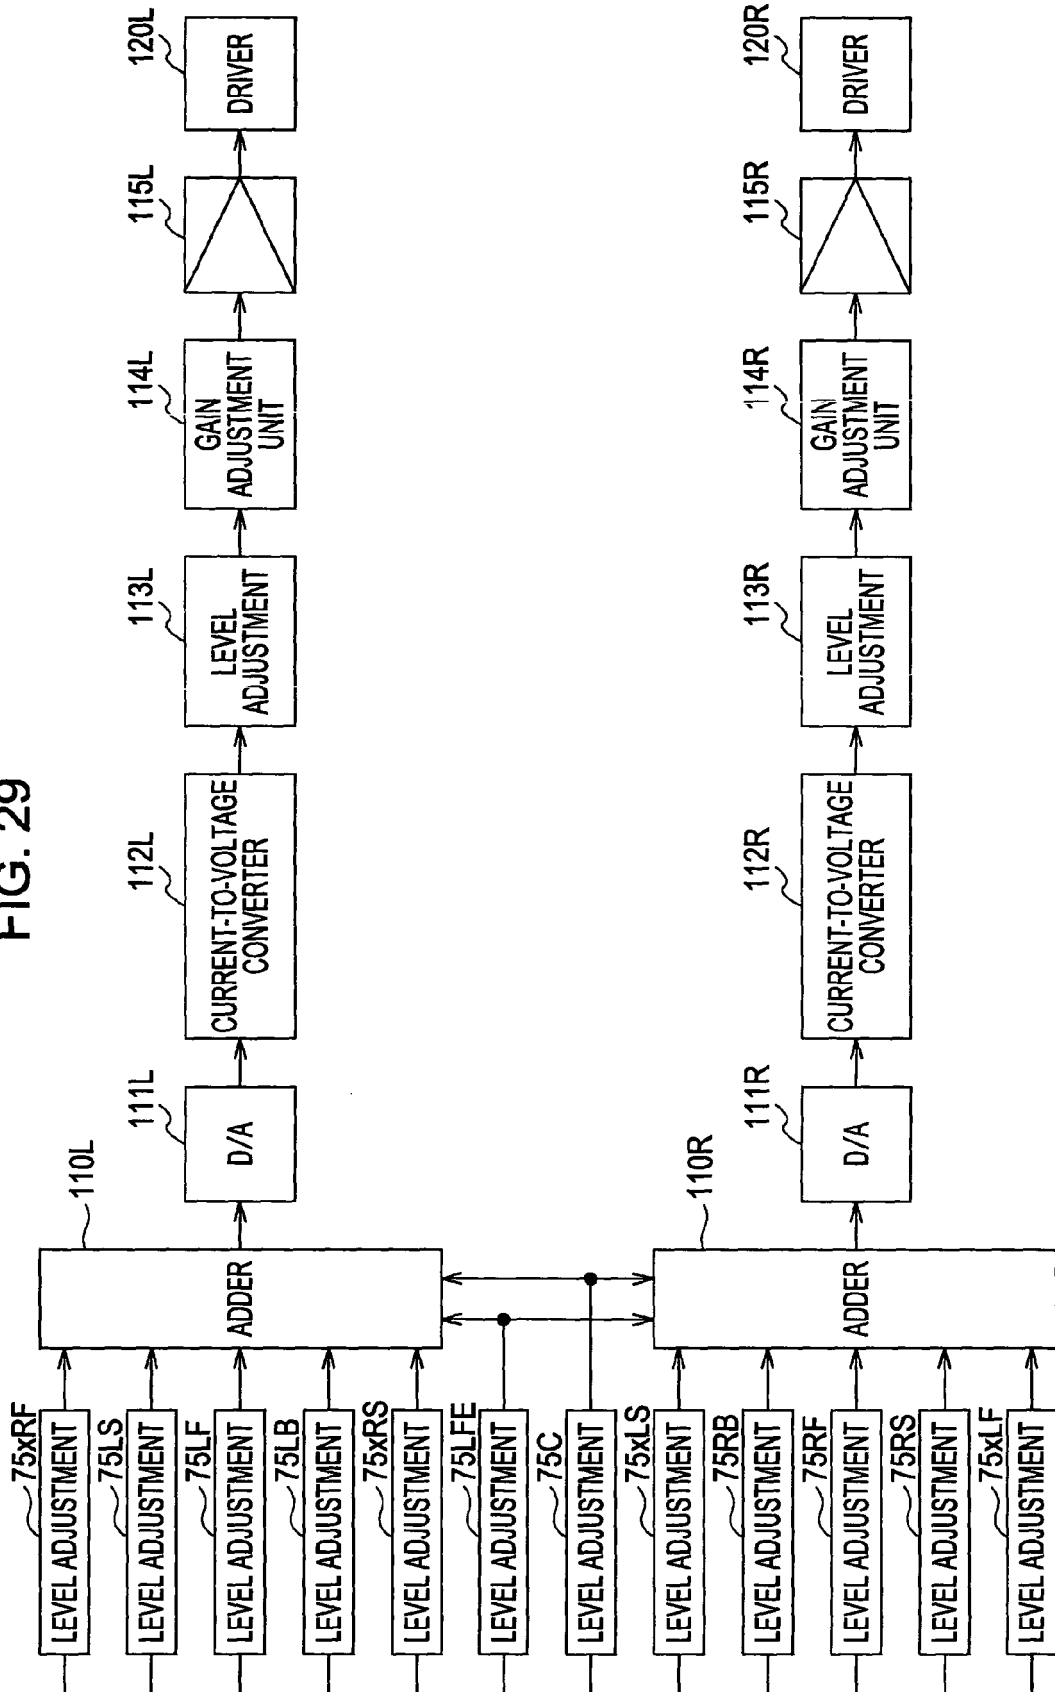 FIG. 29
75xRF
LEVEL ADJUSTMENT
75LS
LEVEL ADJUSTMENT
75LF
LEVEL ADJUSTMENT
75LB
LEVEL ADJUSTMENT
75xRS
LEVEL ADJUSTMENT
75LFE
LEVEL ADJUSTMENT
75C
LEVEL ADJUSTMENT
75xLS
LEVEL ADJUSTMENT
75RB
LEVEL ADJUSTMENT
75RF
LEVEL ADJUSTMENT
75RS
LEVEL ADJUSTMENT
75xLF
LEVEL ADJUSTMENT
110L
ADDER
111L
D/A
112L
CURRENT-TO-VOLTAGE
CONVERTER
113L
LEVEL
ADJUSTMENT
114L
GAIN
ADJUSTMENT
UNIT
115L
120L
DRIVER
110R
ADDER
111R
D/A
112R
CURRENT-TO-VOLTAGE
CONVERTER
113R
LEVEL
ADJUSTMENT
114R
GAIN
ADJUSTMENT
UNIT
115R
120R
DRIVER